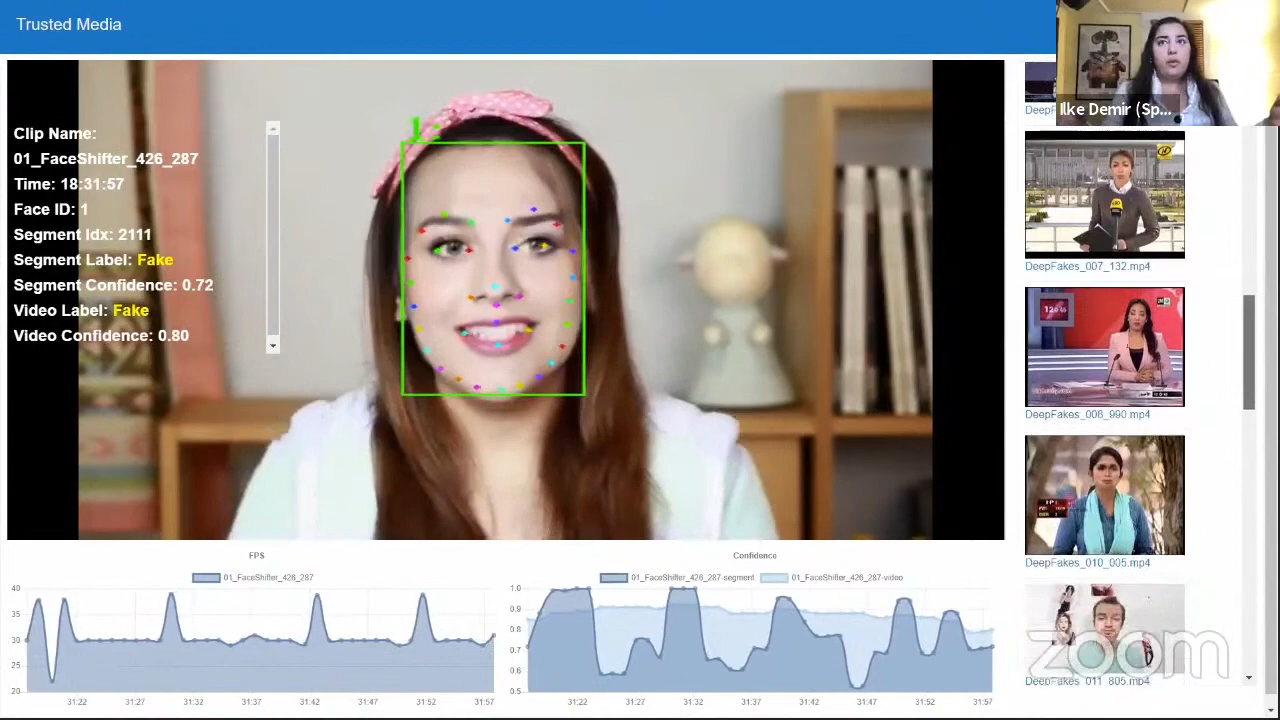 Trusted Media
Ilke Demir (Sp...
Clip Name:
01_FaceShifter_426_287
Time: 18:31:57
Face ID: 1
Segment Idx: 2111
Segment Label: Fake
Segment Confidence: 0.72
Video Label: Fake
Video Confidence: 0.80
1
DeepF
DeepFakes_007_132.mp4
DeepFakes_008_990.mp4
DeepFakes_010_005.mp4
DeepFakes_011_805.mp4
zoom
FPS
01_FaceShifter_426_287
40
35
30
25
20
31:22 31:27 31:32 31:37 31:42 31:47 31:52 31:57
Confidence
01_FaceShifter_426_287-segment 01_FaceShifter_426_287-video
1.0
0.9
0.8
0.7
0.6
0.5
31:22 31:27 31:32 31:37 31:42 31:47 31:52 31:57